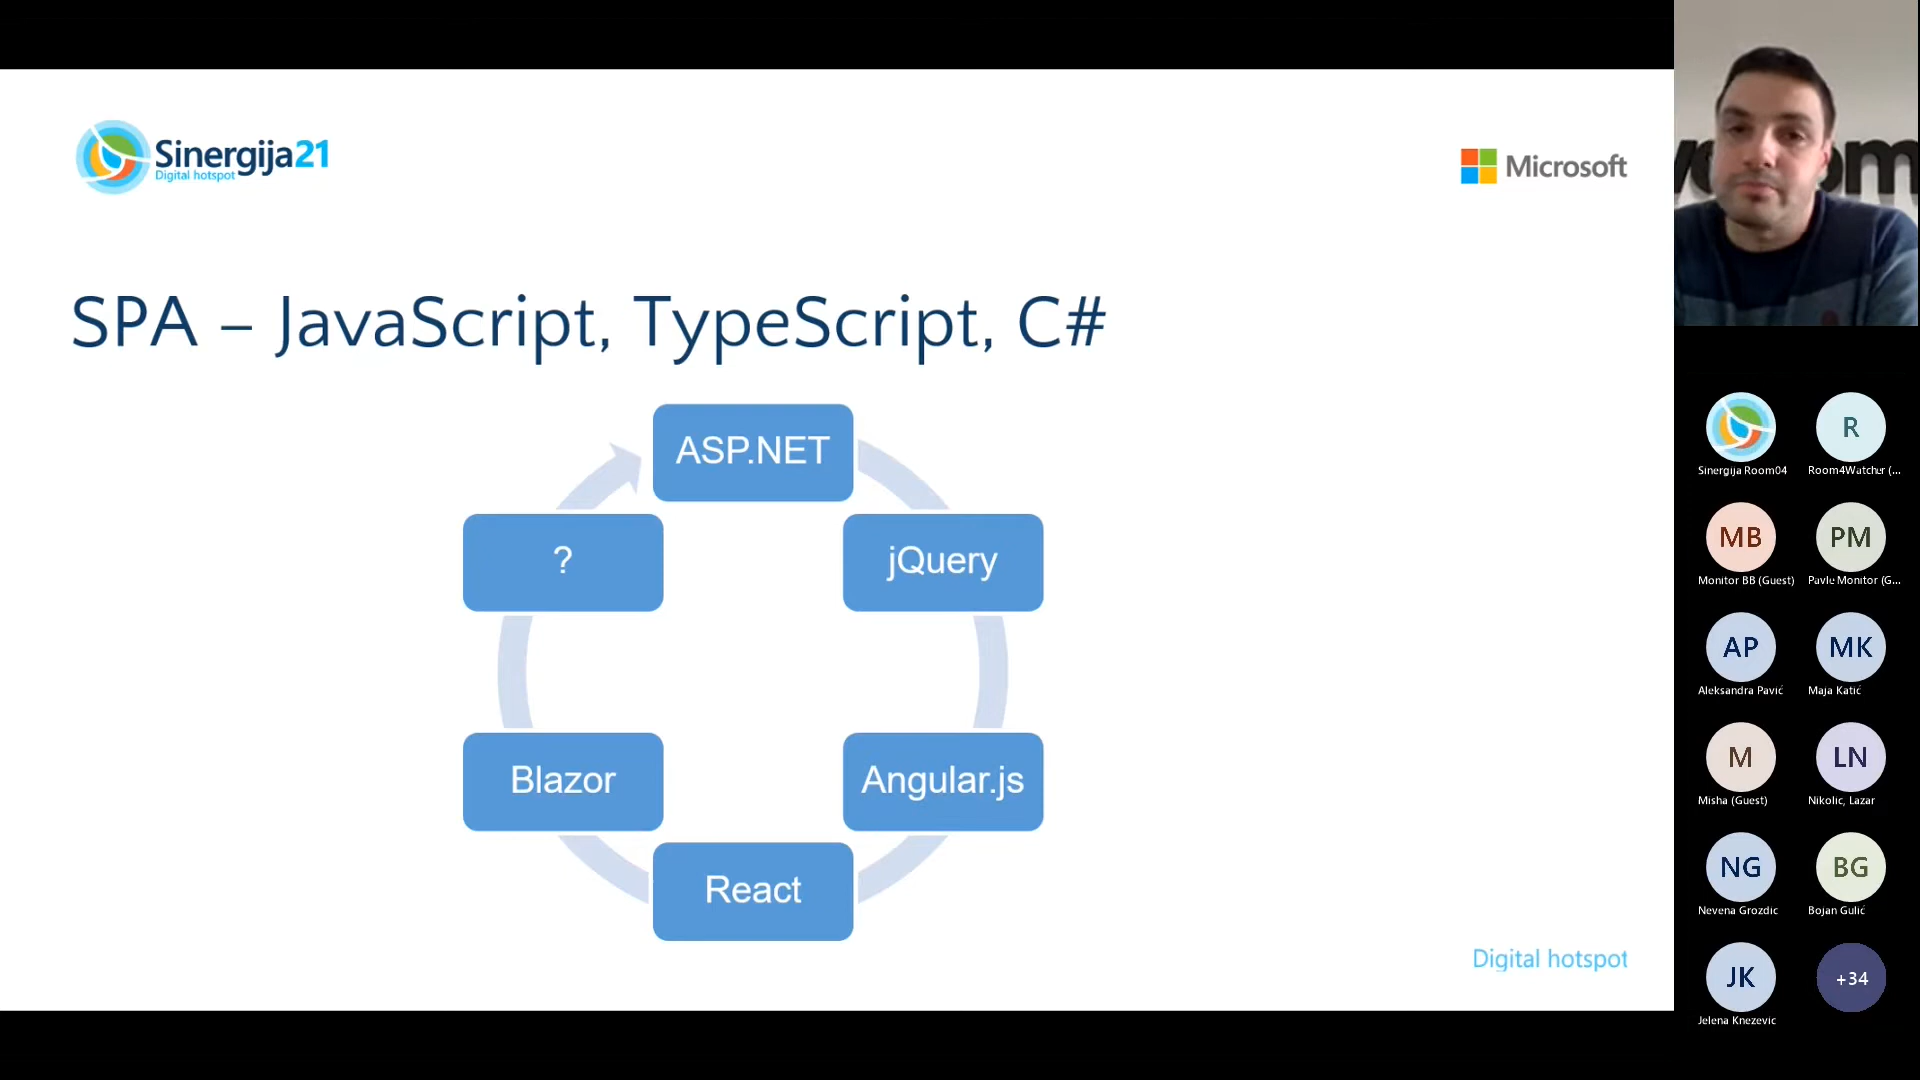 Sinergija21
Digital hotspot
Microsoft
SPA – JavaScript, TypeScript, C#
ASP.NET
jQuery
Angular.js
React
Blazor
?
Digital hotspot
Sinergija Room04
R
Room4Watcher (...
MB
Monitor BB (Guest)
PM
Pavle Monitor (G...
AP
Aleksandra Pavić
MK
Maja Katić
M
Misha (Guest)
LN
Nikolic, Lazar
NG
Nevena Grozdic
BG
Bojan Gulić
JK
Jelena Knezevic
+34